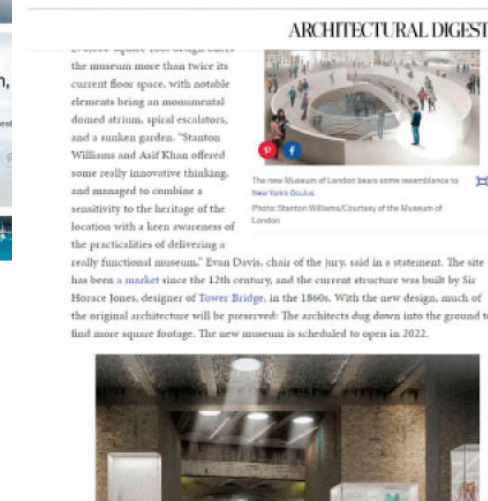 ARCHITECTURAL DIGEST
the museum more than twice its
current floor space, with notable
elements being an monumental
domed atrium, spiral escalators,
and a sunken garden. "Stanton
Williams and Asif Khan offered
some really innovative thinking,
and managed to combine a
sensitivity to the heritage of the
location with a keen awareness of
the practicalities of delivering a
The new Museum of London bears some resemblance to
New York's Oculus.
Photo: Stanton Williams/Courtesy of the Museum of
London
really functional museum," Evan Davis, chair of the jury, said in a statement. The site
has been a market since the 12th century, and the current structure was built by Sir
Horace Jones, designer of Tower Bridge, in the 1860s. With the new design, much of
the original architecture will be preserved: The architects dug down into the ground to
find more square footage. The new museum is scheduled to open in 2022.